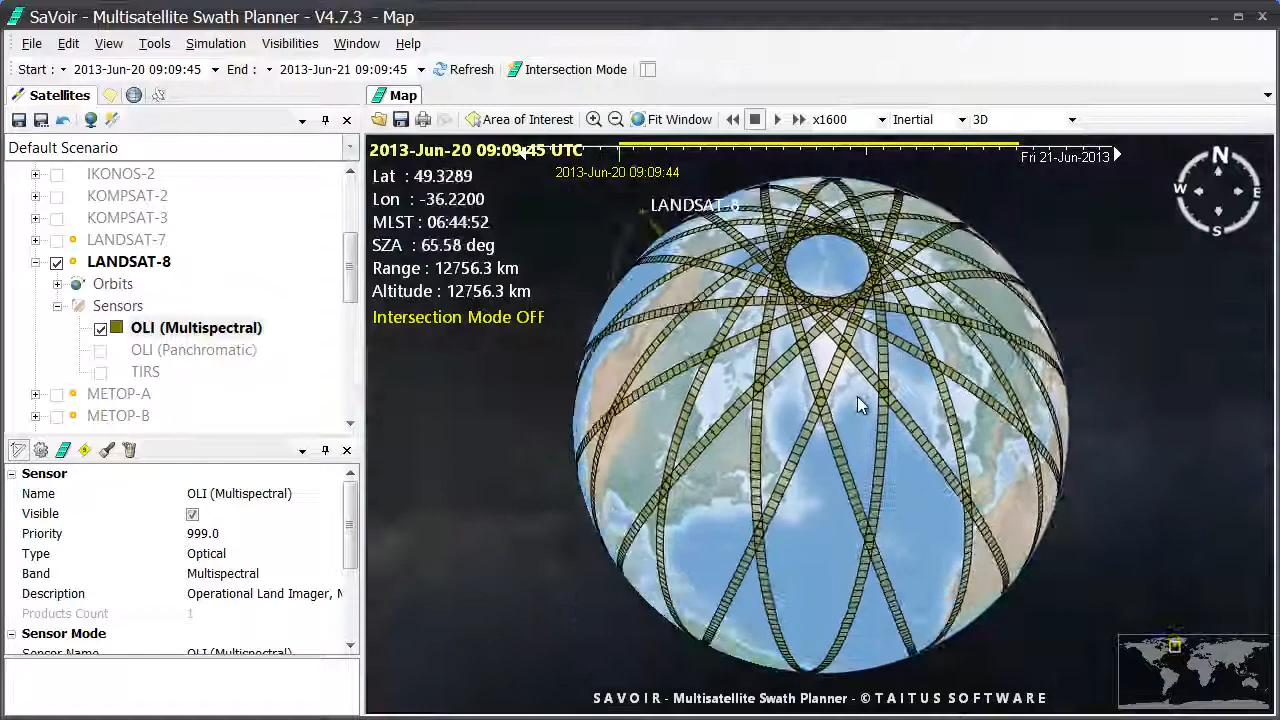 SaVoir - Multisatellite Swath Planner - V4.7.3 - Map
File Edit View Tools Simulation Visibilities Window Help
Start : 2013-Jun-20 09:09:45 End : 2013-Jun-21 09:09:45 Refresh Intersection Mode
Satellites Map
Area of Interest Fit Window x1600 Inertial 3D
Default Scenario
IKONOS-2
KOMPSAT-2
KOMPSAT-3
LANDSAT-7
LANDSAT-8
Orbits
Sensors
OLI (Multispectral)
OLI (Panchromatic)
TIRS
METOP-A
METOP-B
Sensor
Name OLI (Multispectral)
Visible
Priority 999.0
Type Optical
Band Multispectral
Description Operational Land Imager, M
Products Count 1
Sensor Mode
Sensor Name OLI (Multispectral)
2013-Jun-20 09:09:45 UTC
2013-Jun-20 09:09:44
Fri 21-Jun-2013
Lat : 49.3289
Lon : -36.2200
MLST : 06:44:52
SZA : 65.58 deg
Range : 12756.3 km
Altitude : 12756.3 km
Intersection Mode OFF
LANDSAT-8
N
W E
S
SAVOIR - Multisatellite Swath Planner - © TAITUS SOFTWARE